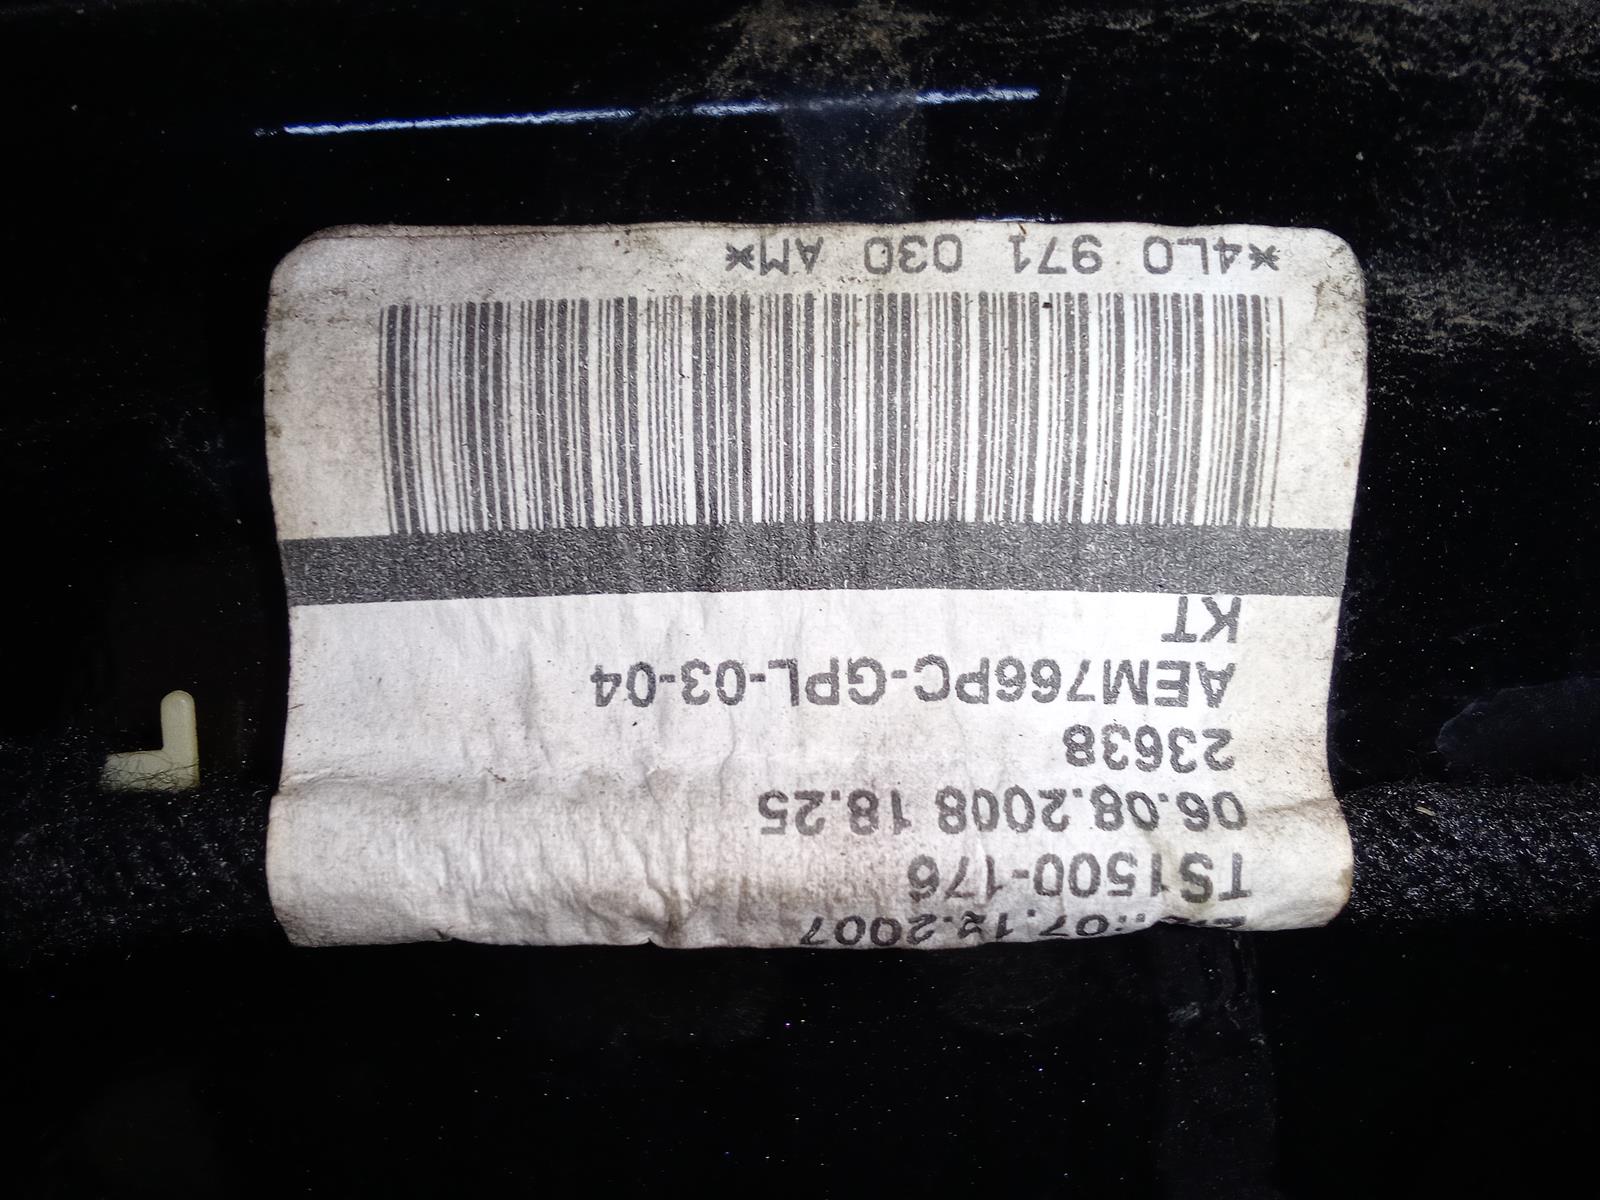 07.12.2007
TS1500-176
06.08.2008 18.25
23638
AEM766PC-GPL-03-04
KT
*4L0 971 030 AM*